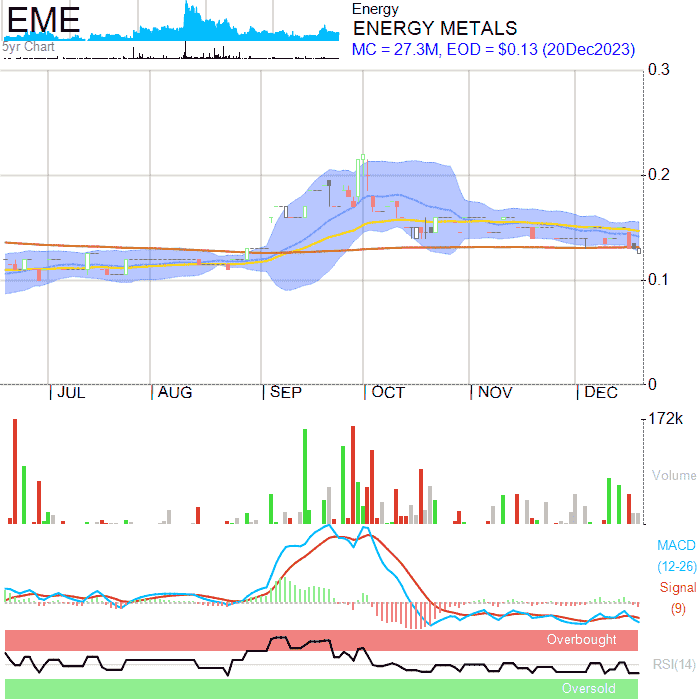 EME
5yr Chart
Energy
ENERGY METALS
MC = 27.3M, EOD = $0.13 (20Dec2023)
0.3
0.2
0.1
0
JUL AUG SEP OCT NOV DEC
172k
Volume
MACD
(12-26)
Signal
(9)
Overbought
RSI(14)
Oversold